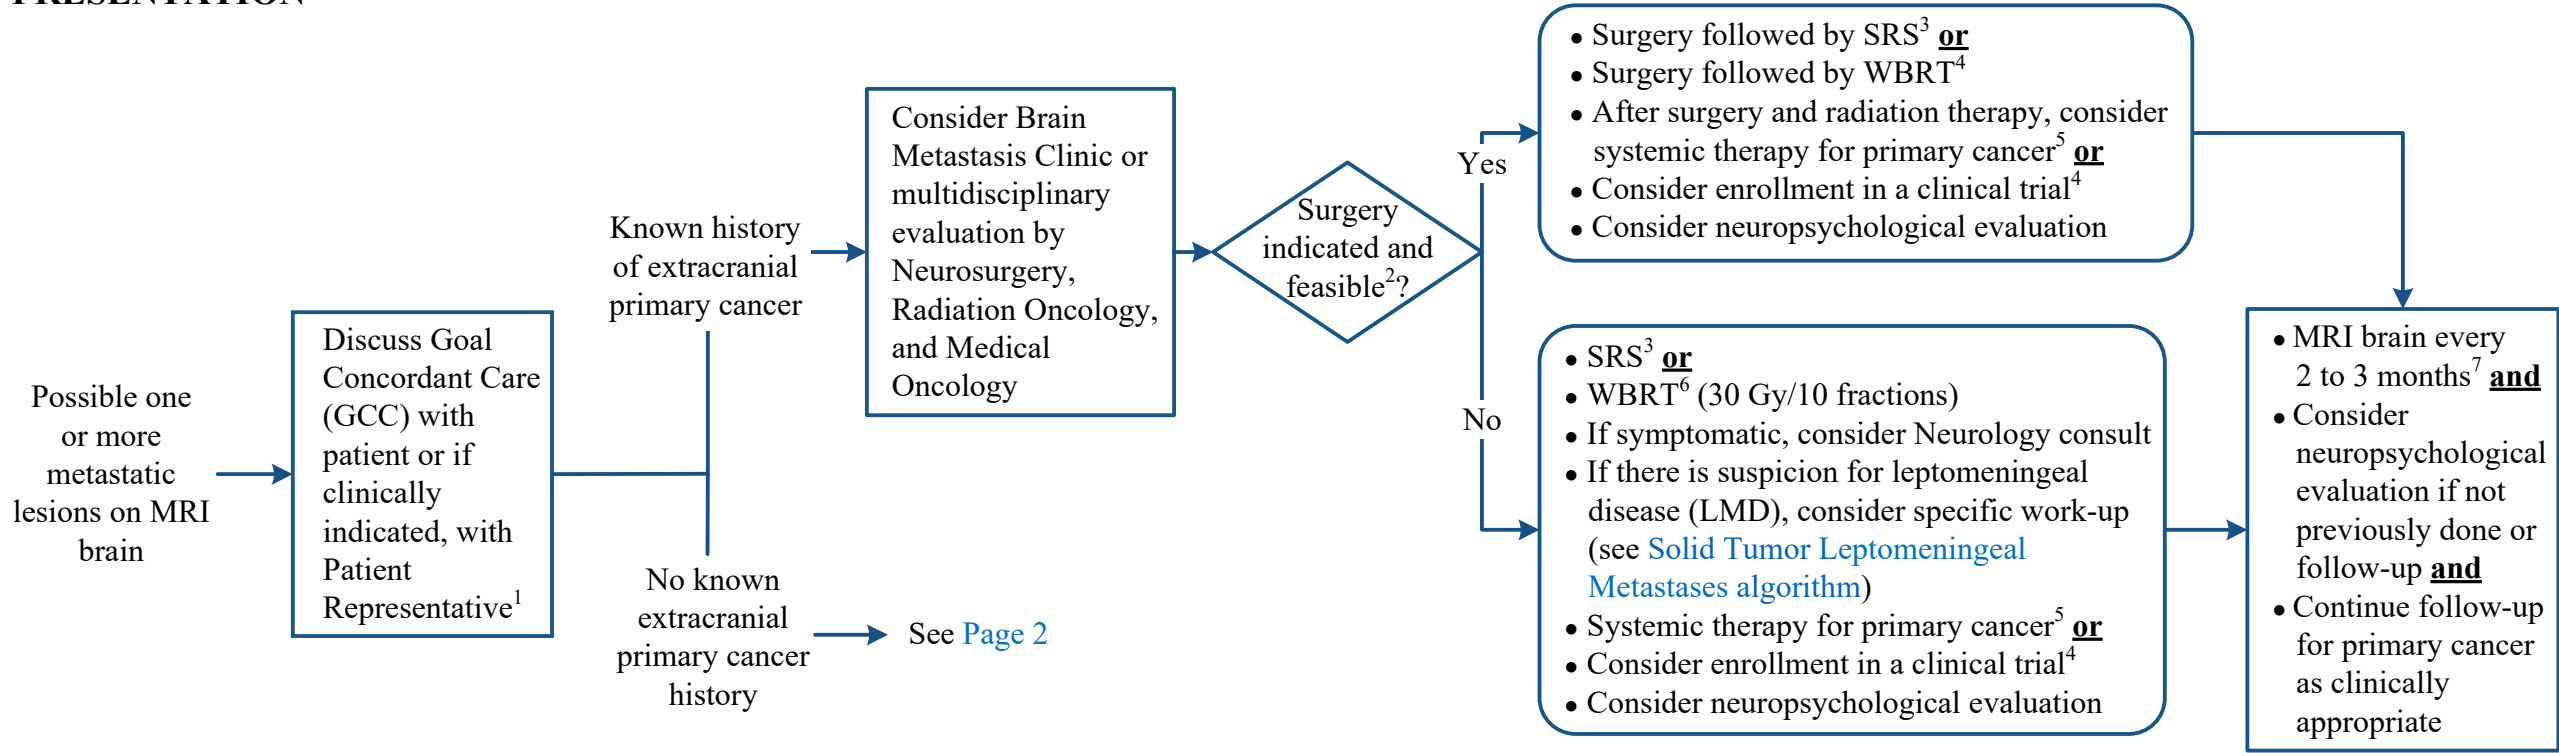 PRESENTATION
Possible one
or more
metastatic
lesions on MRI
brain
Discuss Goal
Concordant Care
(GCC) with
patient or if
clinically
indicated, with
Patient
Representative1
Known history
of extracranial
primary cancer
No known
extracranial
primary cancer
history
See Page 2
Consider Brain
Metastasis Clinic or
multidisciplinary
evaluation by
Neurosurgery,
Radiation Oncology,
and Medical
Oncology
Surgery
indicated and
feasible2?
Yes
No
• Surgery followed by SRS3 or
• Surgery followed by WBRT4
• After surgery and radiation therapy, consider
systemic therapy for primary cancer5 or
• Consider enrollment in a clinical trial4
• Consider neuropsychological evaluation
• SRS3 or
• WBRT6 (30 Gy/10 fractions)
• If symptomatic, consider Neurology consult
• If there is suspicion for leptomeningeal
disease (LMD), consider specific work-up
(see Solid Tumor Leptomeningeal
Metastases algorithm)
• Systemic therapy for primary cancer5 or
• Consider enrollment in a clinical trial4
• Consider neuropsychological evaluation
• MRI brain every
2 to 3 months7 and
• Consider
neuropsychological
evaluation if not
previously done or
follow-up and
• Continue follow-up
for primary cancer
as clinically
appropriate